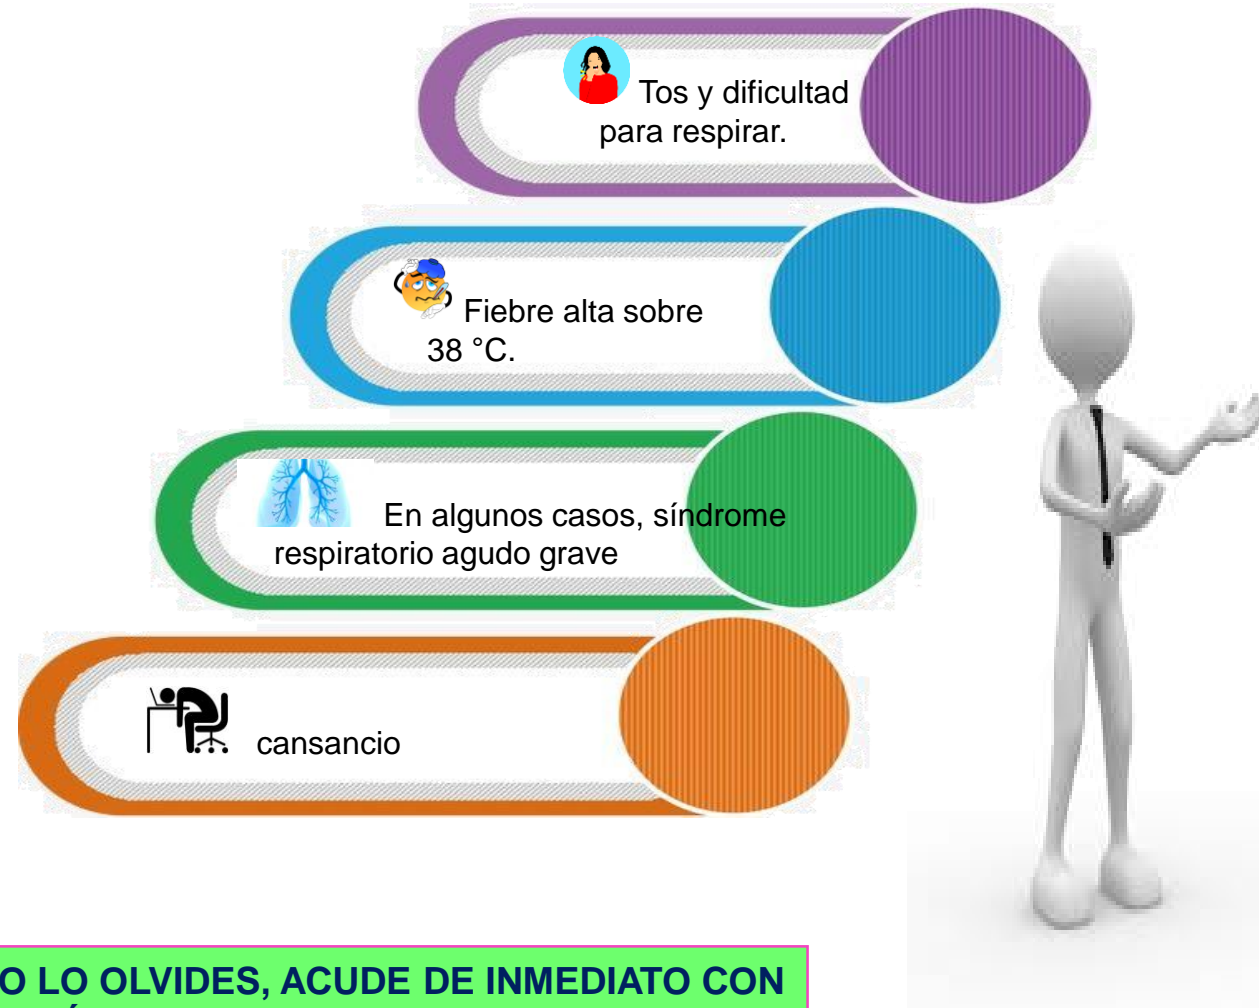 Tos y dificultad
para respirar.
Fiebre alta sobre
38 °C.
En algunos casos, síndrome
respiratorio agudo grave
cansancio
O LO OLVIDES, ACUDE DE INMEDIATO CON